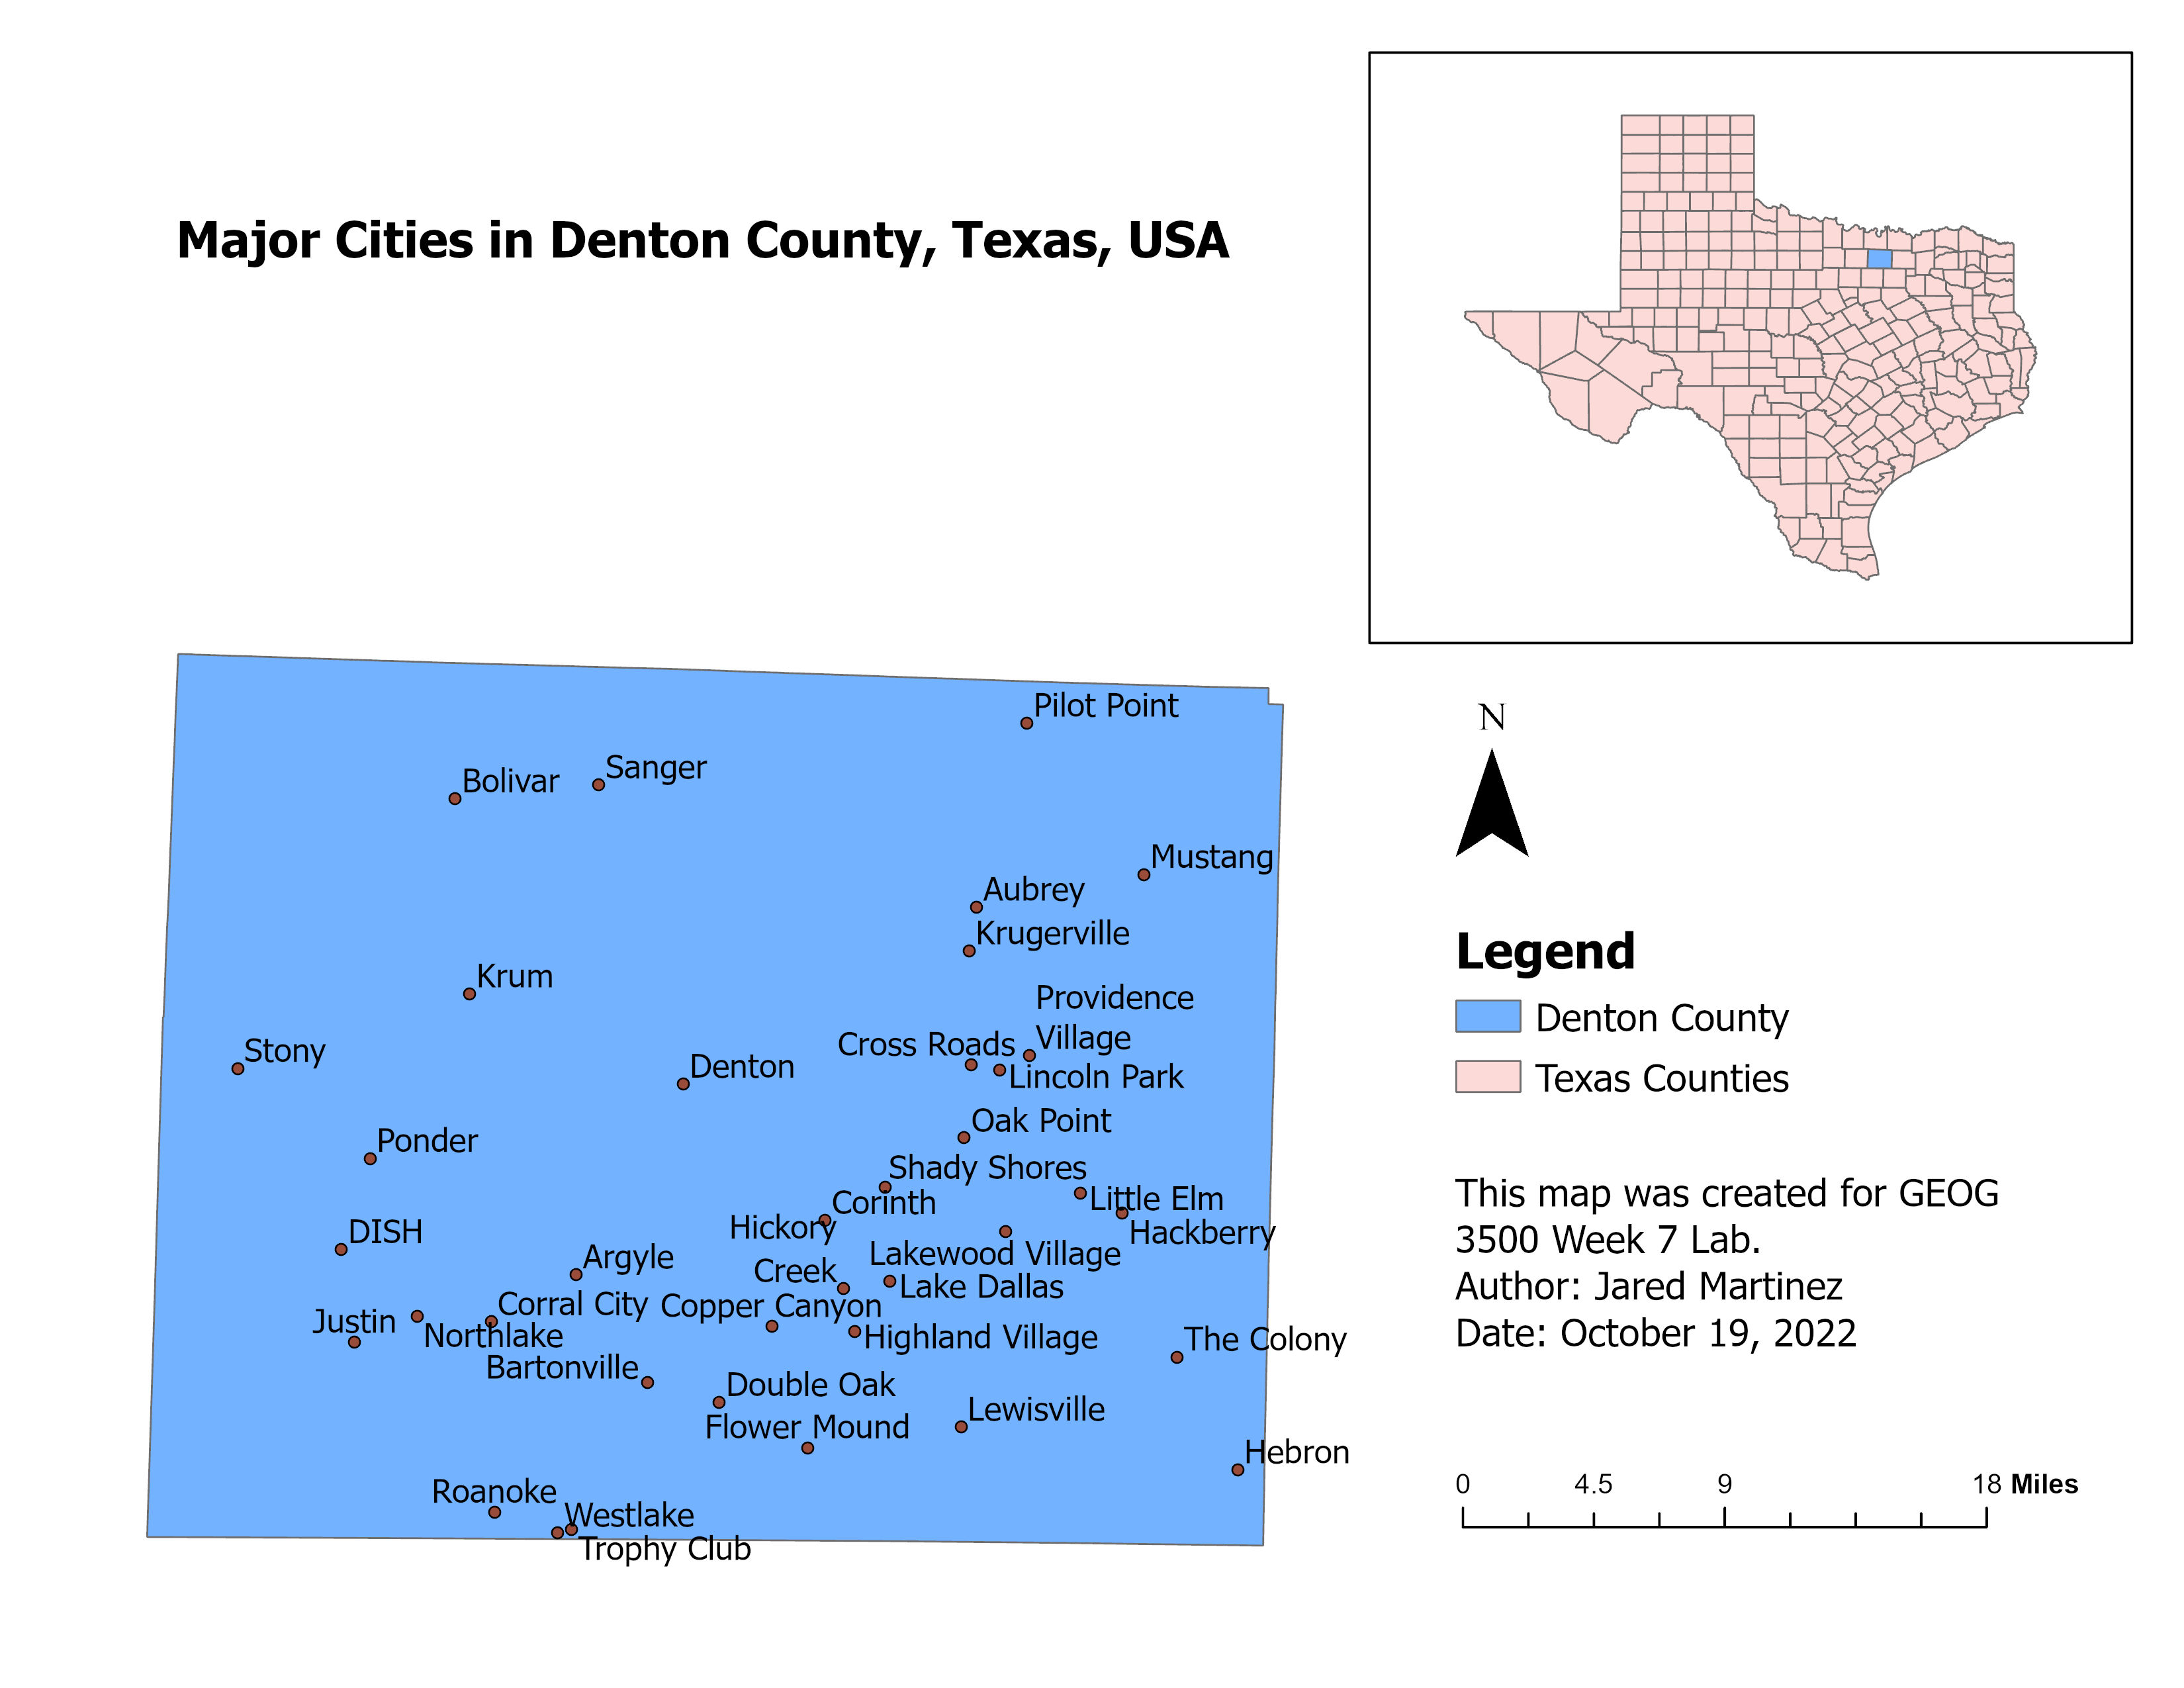 Major Cities in Denton County, Texas, USA
Pilot Point
Sanger
Bolivar
Mustang
Aubrey
Krugerville
Krum
Providence
Village
Cross Roads
Stony
Denton
Lincoln Park
Oak Point
Ponder
Shady Shores
Little Elm
Corinth
Hickory
Creek
DISH
Hackberry
Lakewood Village
Argyle
Lake Dallas
Corral City
Copper Canyon
Justin
Northlake
Highland Village
The Colony
Bartonville
Double Oak
Lewisville
Flower Mound
Hebron
Roanoke
Westlake
Trophy Club
N
Legend
Denton County
Texas Counties
This map was created for GEOG
3500 Week 7 Lab.
Author: Jared Martinez
Date: October 19, 2022
0 4.5 9 18 Miles